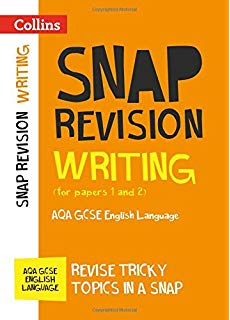 Collins
SNAP
REVISION
WRITING
(for papers 1 and 2)
AQA GCSE English Language
REVISE TRICKY
TOPICS IN A SNAP
SNAP REVISION WRITING
AQA GCSE
ENGLISH
LANGUAGE